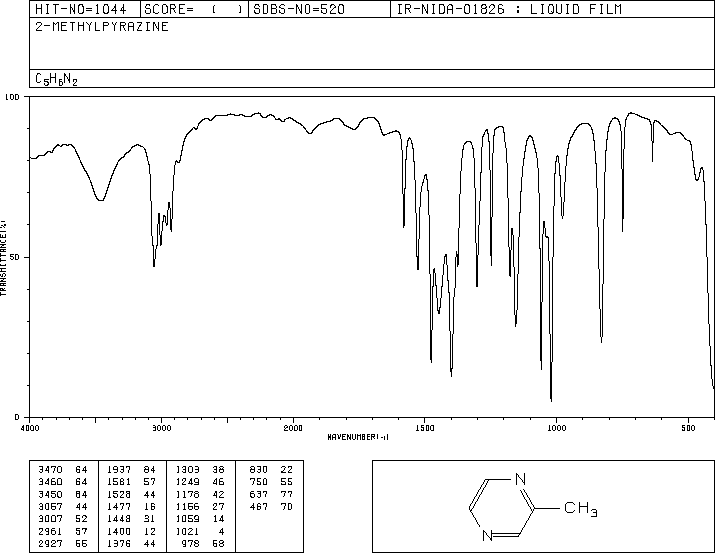 HIT-NO=1044 SCORE= ( ) SDBS-NO=520 IR-NIDA-01826 : LIQUID FILM
2-METHYLPYRAZINE
C5H6N2
100
50
0
TRANSMITTANCE(%)
4000 3000 2000 1500 1000 500
WAVENUMBER(-1)
3470 64 1937 84 1303 38 830 22
3460 64 1581 57 1249 46 750 55
3450 64 1528 44 1178 42 637 77
3057 44 1477 16 1156 27 467 70
3007 52 1448 31 1059 14
2961 57 1400 12 1021 4
2927 55 1376 44 978 58
N
CH3
N